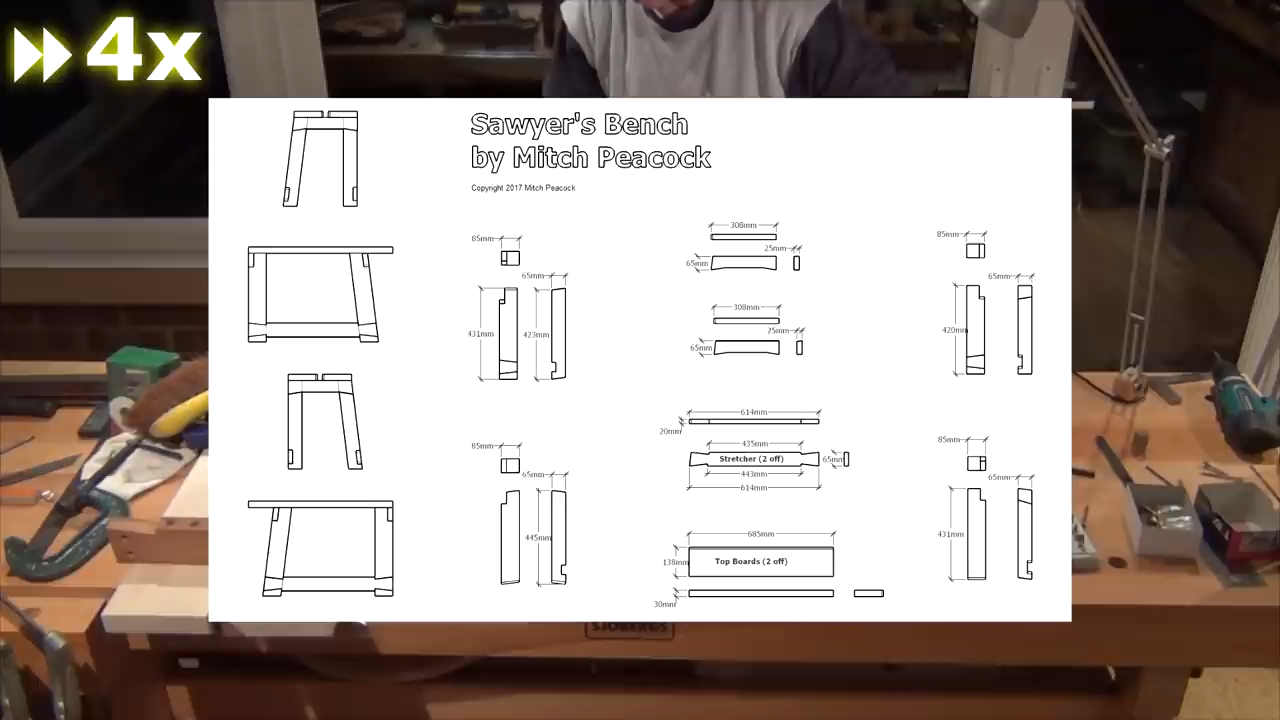 4x
Sawyer's Bench
by Mitch Peacock
Copyright 2017 Mitch Peacock
85mm
65mm
431mm
423mm
308mm
25mm
65mm
308mm
25mm
65mm
85mm
65mm
420mm
85mm
65mm
445mm
614mm
20mm
435mm
Stretcher (2 off)
65mm
443mm
614mm
685mm
138mm
Top Boards (2 off)
30mm
85mm
65mm
431mm
SJÖBERGS